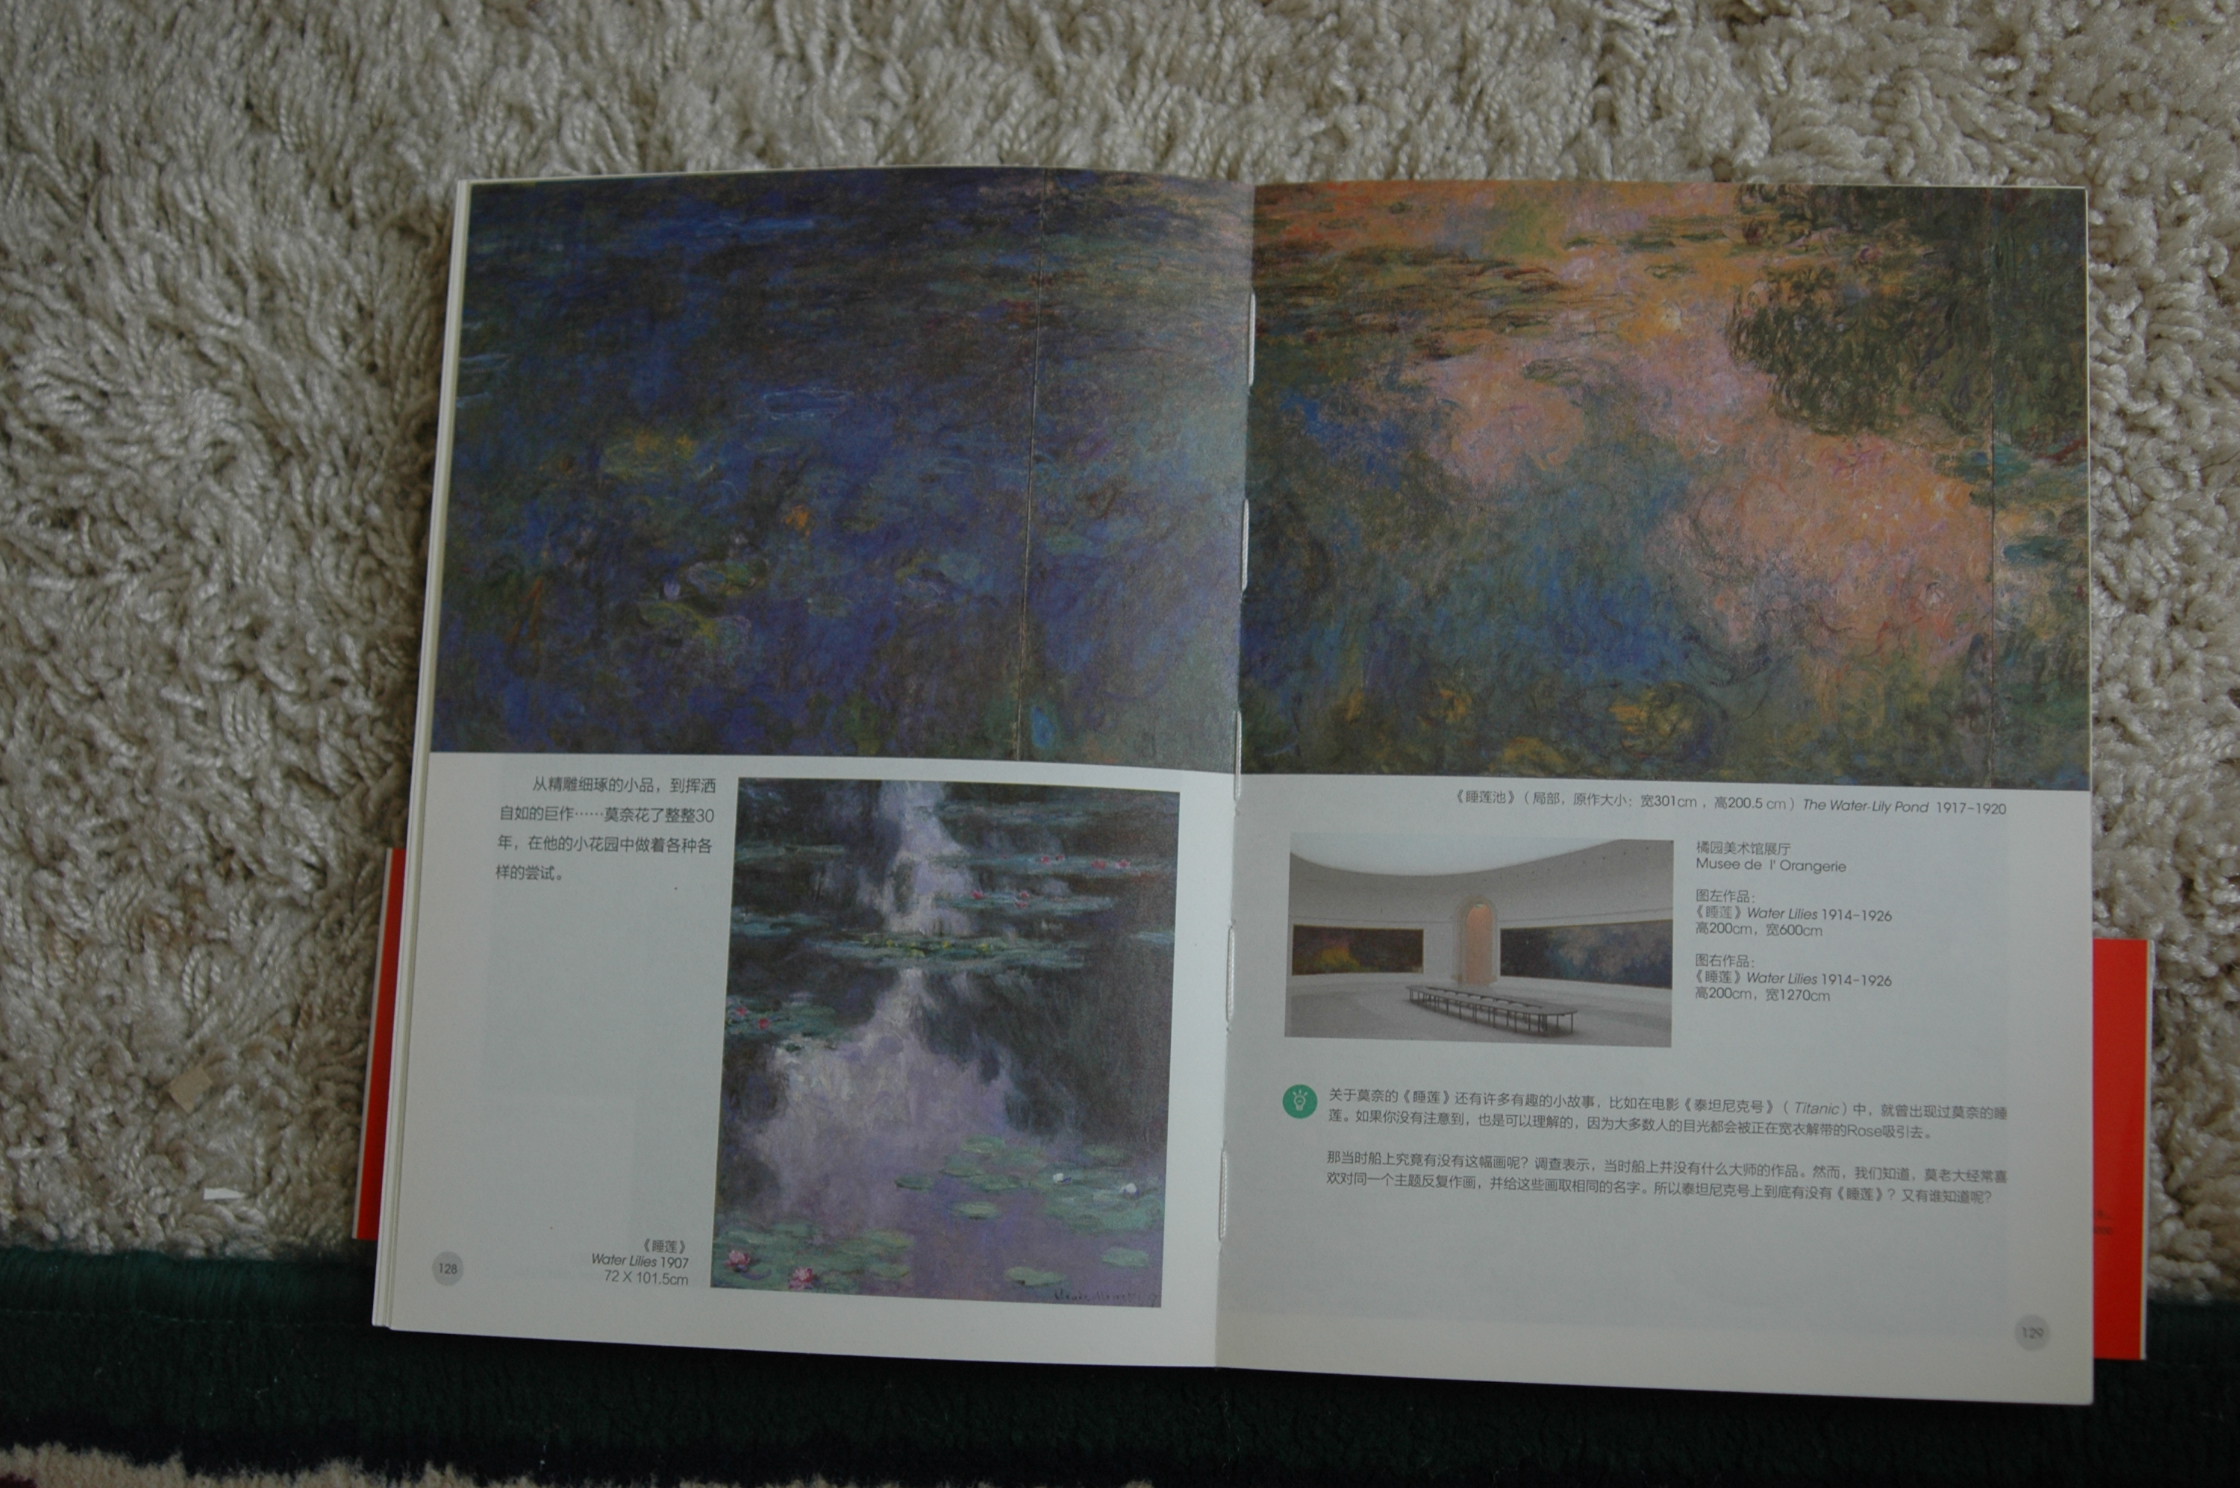 从精雕细琢的小品，到挥洒
自如的巨作……莫奈花了整整30
年，在他的小花园中做着各种各
样的尝试。
《睡莲》
Water Lilies 1907
72 X 101.5cm
128
《睡莲池》（局部，原作大小：宽301cm，高200.5 cm）The Water-Lily Pond 1917-1920
橘园美术馆展厅
Musee de l' Orangerie
图左作品：
《睡莲》Water Lilies 1914-1926
高200cm，宽600cm
图右作品：
《睡莲》Water Lilies 1914-1926
高200cm，宽1270cm
关于莫奈的《睡莲》还有许多有趣的小故事，比如在电影《泰坦尼克号》（Titanic）中，就曾出现过莫奈的睡
莲。如果你没有注意到，也是可以理解的，因为大多数人的目光都会被正在宽衣解带的Rose吸引去。
那当时船上究竟有没有这幅画呢？调查表示，当时船上并没有什么大师的作品。然而，我们知道，莫老大经常喜
欢对同一个主题反复作画，并给这些画取相同的名字。所以泰坦尼克号上到底有没有《睡莲》？又有谁知道呢？
129